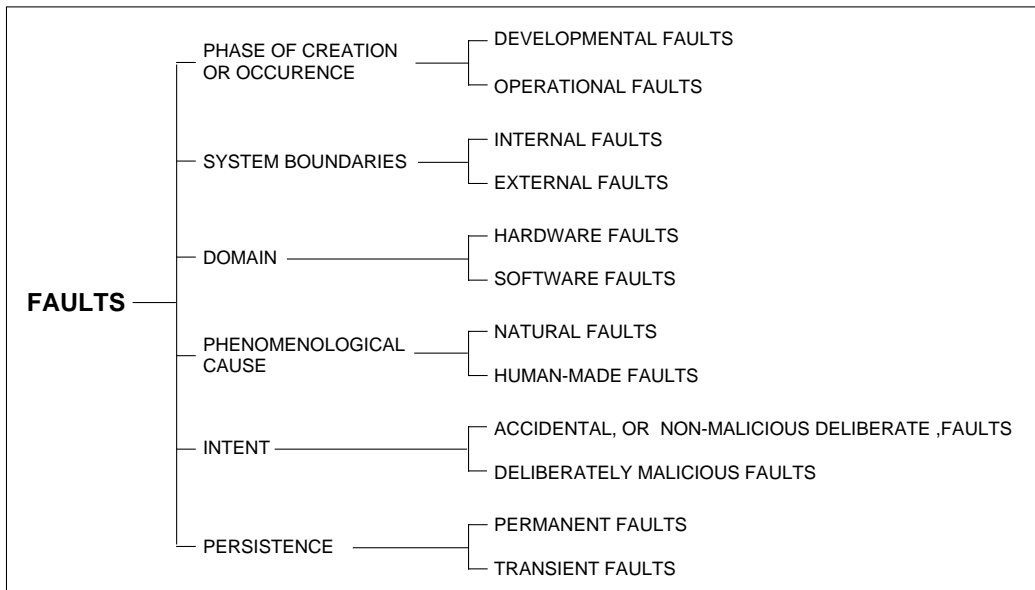 FAULTS
PHASE OF CREATION
OR OCCURENCE
DEVELOPMENTAL FAULTS
OPERATIONAL FAULTS
SYSTEM BOUNDARIES
INTERNAL FAULTS
EXTERNAL FAULTS
DOMAIN
HARDWARE FAULTS
SOFTWARE FAULTS
PHENOMENOLOGICAL
CAUSE
NATURAL FAULTS
HUMAN-MADE FAULTS
INTENT
ACCIDENTAL, OR NON-MALICIOUS DELIBERATE ,FAULTS
DELIBERATELY MALICIOUS FAULTS
PERSISTENCE
PERMANENT FAULTS
TRANSIENT FAULTS